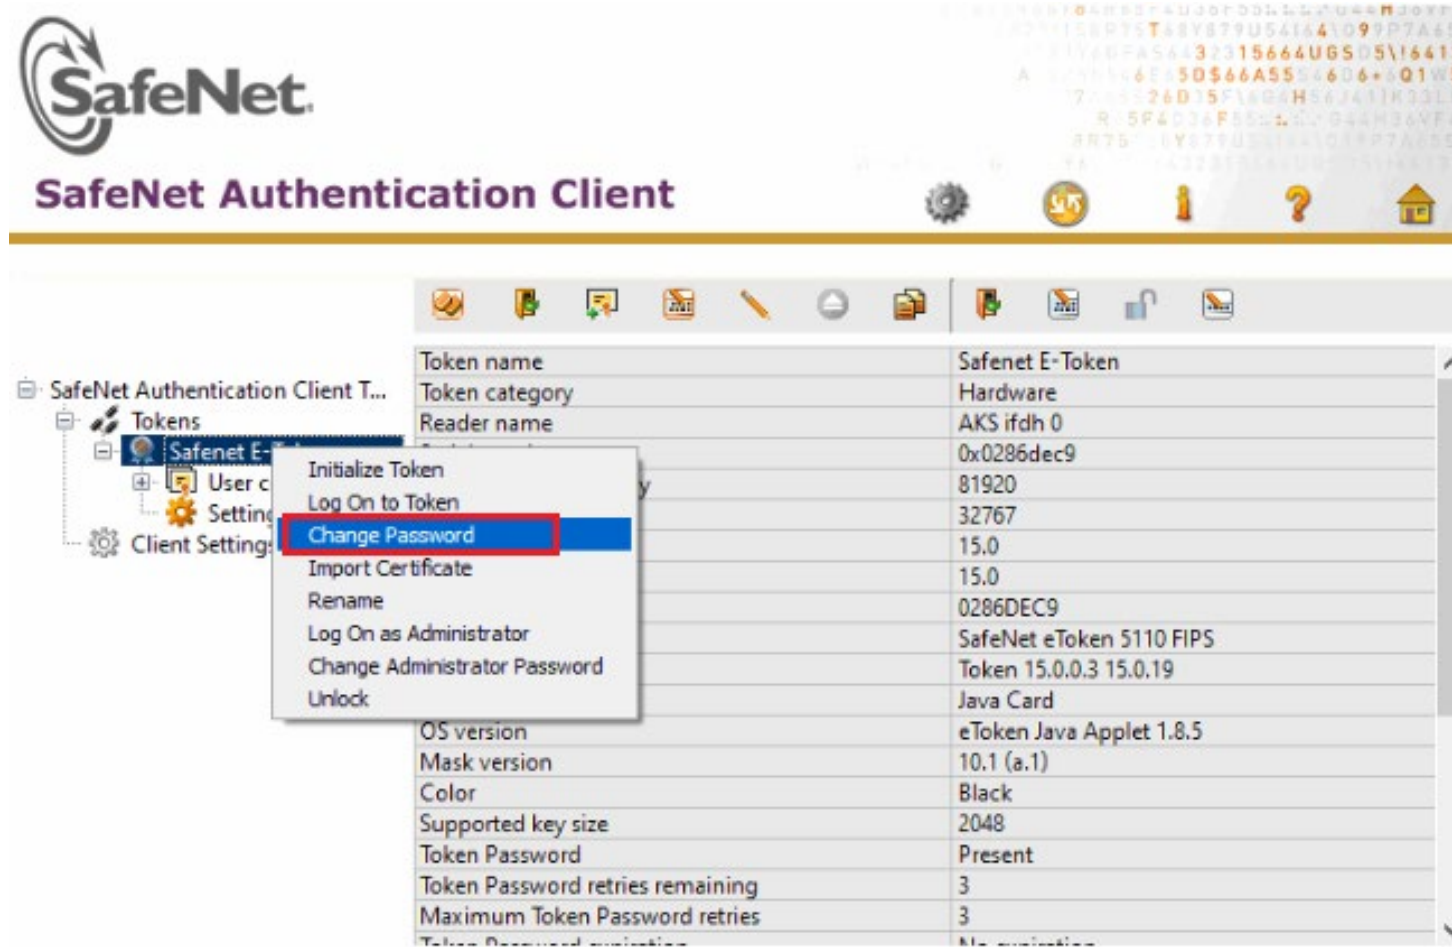 SafeNet.
SafeNet Authentication Client
SafeNet Authentication Client T...
Tokens
Safenet E-
User c
Setting
Client Settings
Initialize Token
Log On to Token
Change Password
Import Certificate
Rename
Log On as Administrator
Change Administrator Password
Unlock
Token name Safenet E-Token
Token category Hardware
Reader name AKS ifdh 0
0x0286dec9
y 81920
32767
15.0
15.0
0286DEC9
SafeNet eToken 5110 FIPS
Token 15.0.0.3 15.0.19
Java Card
OS version eToken Java Applet 1.8.5
Mask version 10.1 (a.1)
Color Black
Supported key size 2048
Token Password Present
Token Password retries remaining 3
Maximum Token Password retries 3